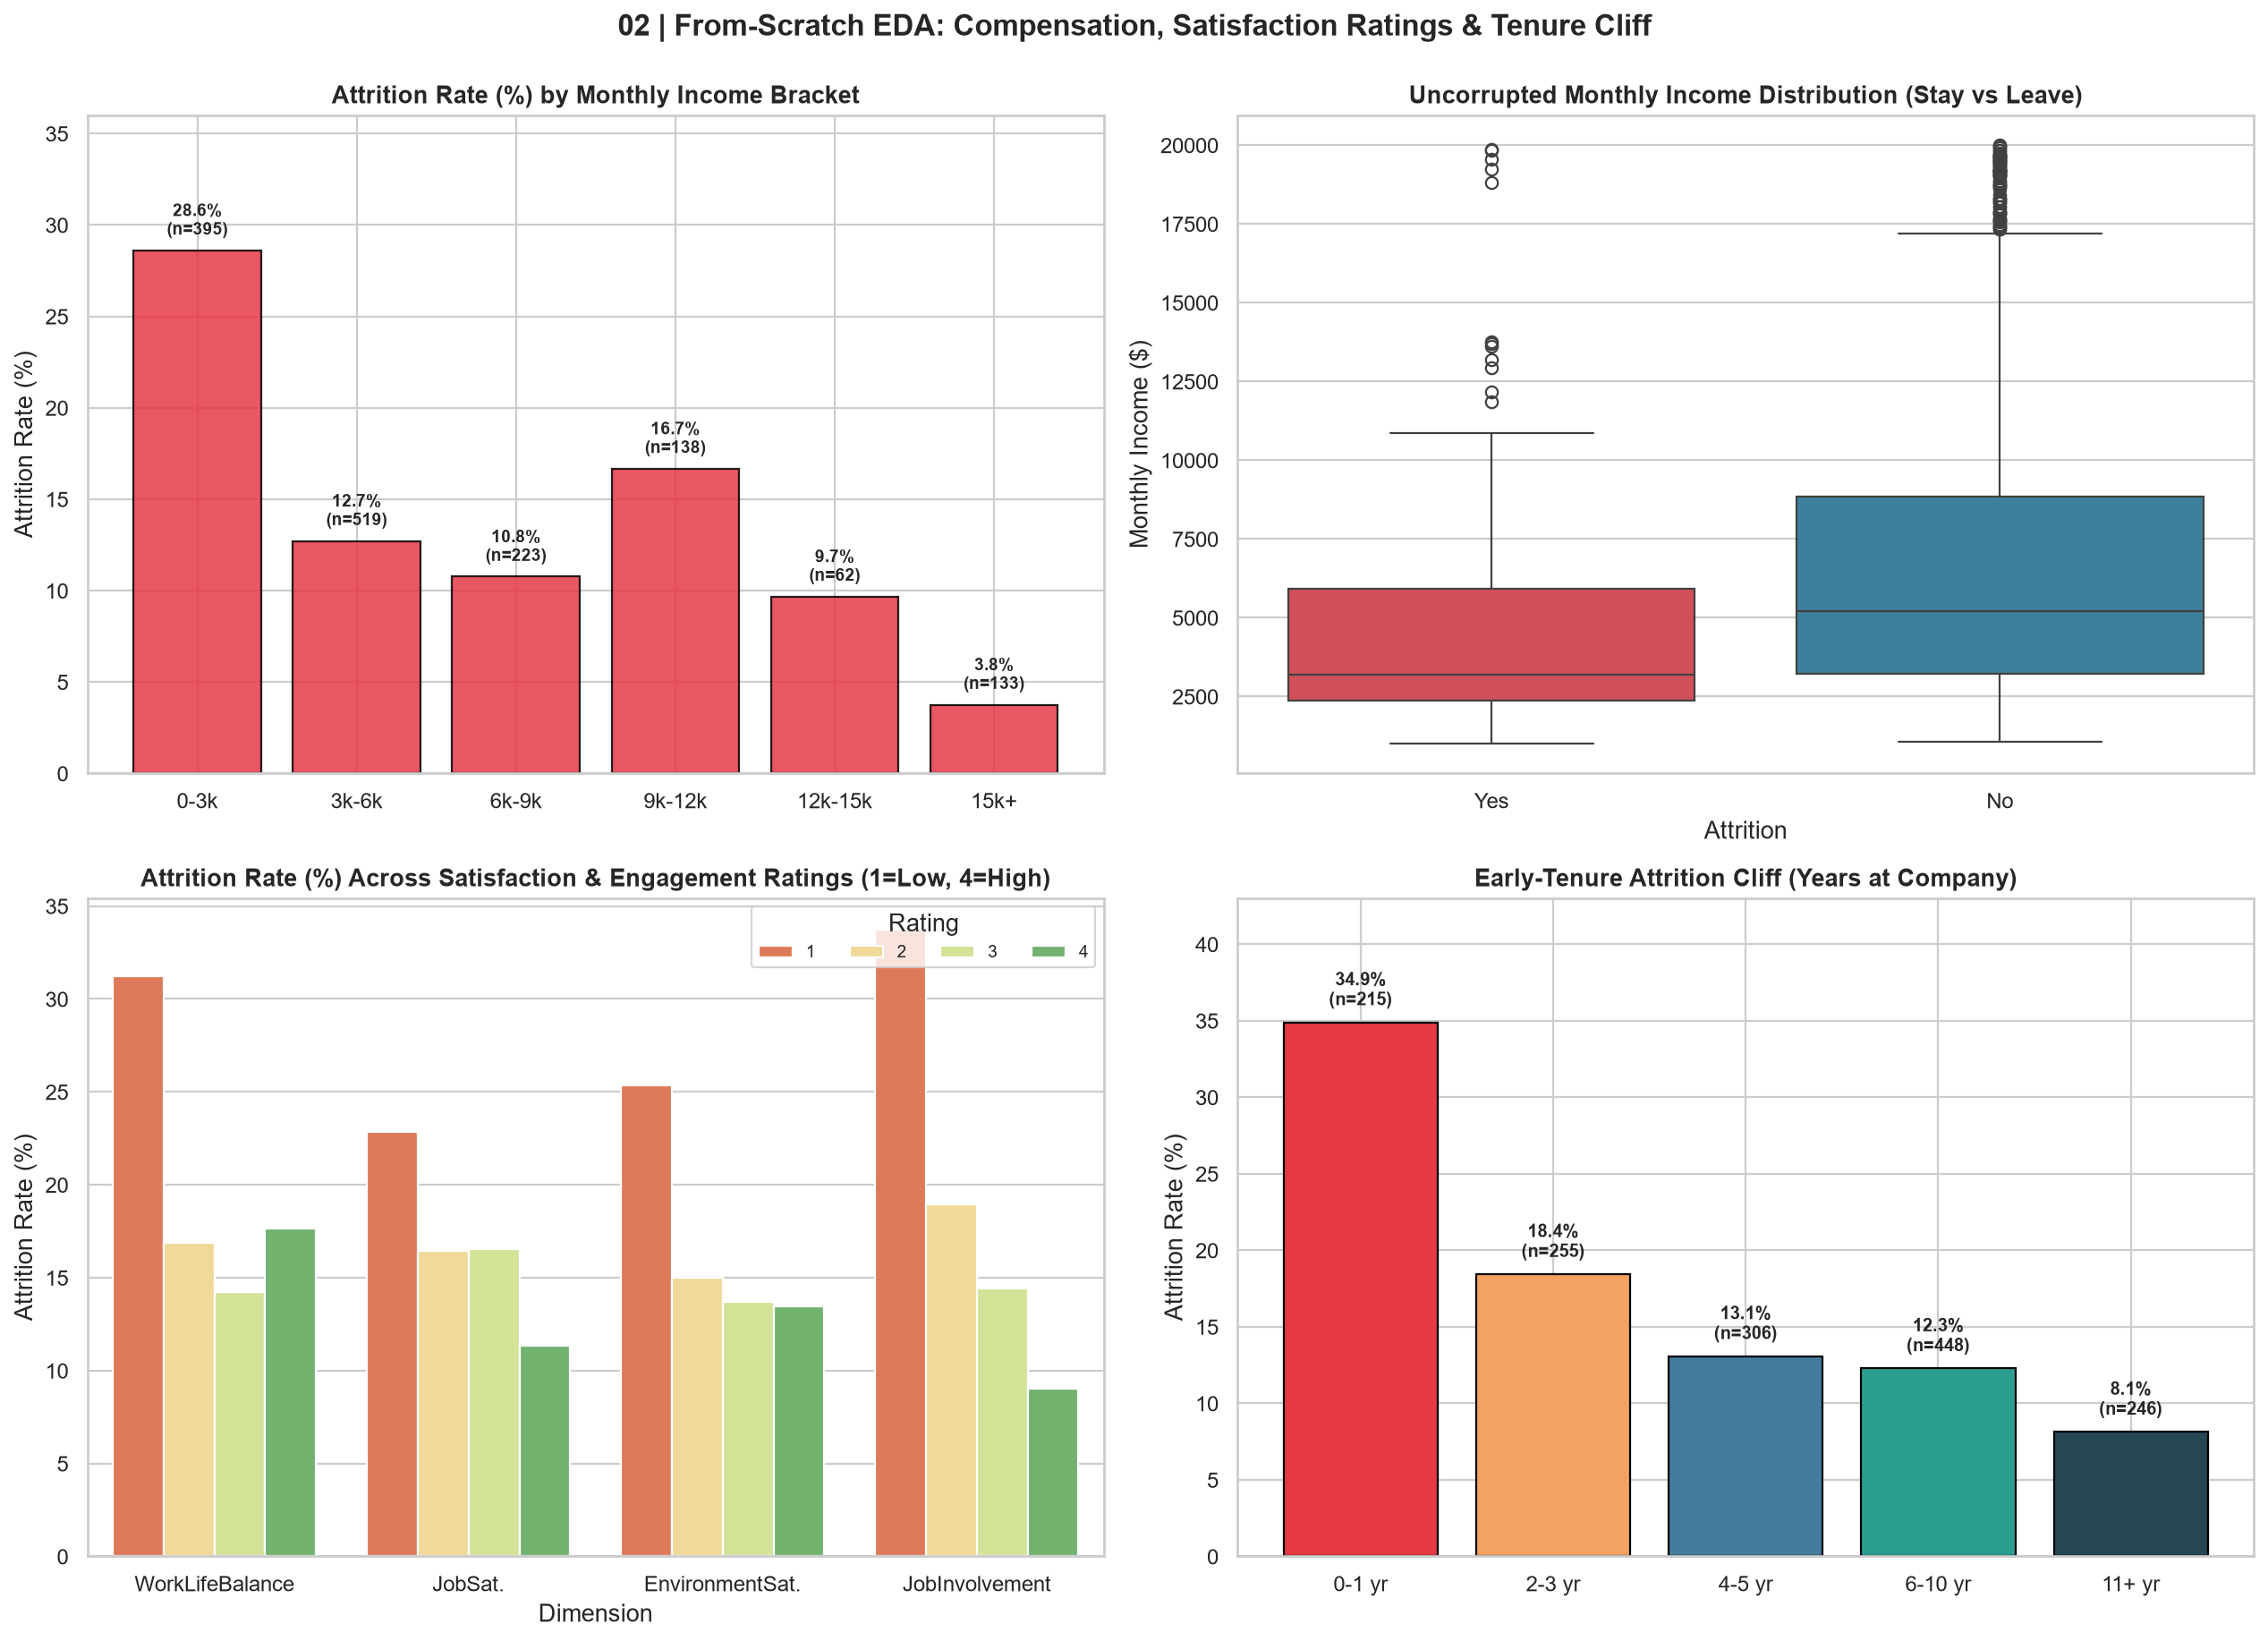 02 | From-Scratch EDA: Compensation, Satisfaction Ratings & Tenure Cliff
Attrition Rate (%) by Monthly Income Bracket
Attrition Rate (%)
35
30
25
20
15
10
5
0
28.6%
(n=395)
12.7%
(n=519)
10.8%
(n=223)
16.7%
(n=138)
9.7%
(n=62)
3.8%
(n=133)
0-3k
3k-6k
6k-9k
9k-12k
12k-15k
15k+
Uncorrupted Monthly Income Distribution (Stay vs Leave)
Monthly Income ($)
20000
17500
15000
12500
10000
7500
5000
2500
Yes
No
Attrition
Attrition Rate (%) Across Satisfaction & Engagement Ratings (1=Low, 4=High)
Attrition Rate (%)
35
30
25
20
15
10
5
0
Rating
1
2
3
4
WorkLifeBalance
JobSat.
EnvironmentSat.
JobInvolvement
Dimension
Early-Tenure Attrition Cliff (Years at Company)
Attrition Rate (%)
40
35
30
25
20
15
10
5
0
34.9%
(n=215)
18.4%
(n=255)
13.1%
(n=306)
12.3%
(n=448)
8.1%
(n=246)
0-1 yr
2-3 yr
4-5 yr
6-10 yr
11+ yr